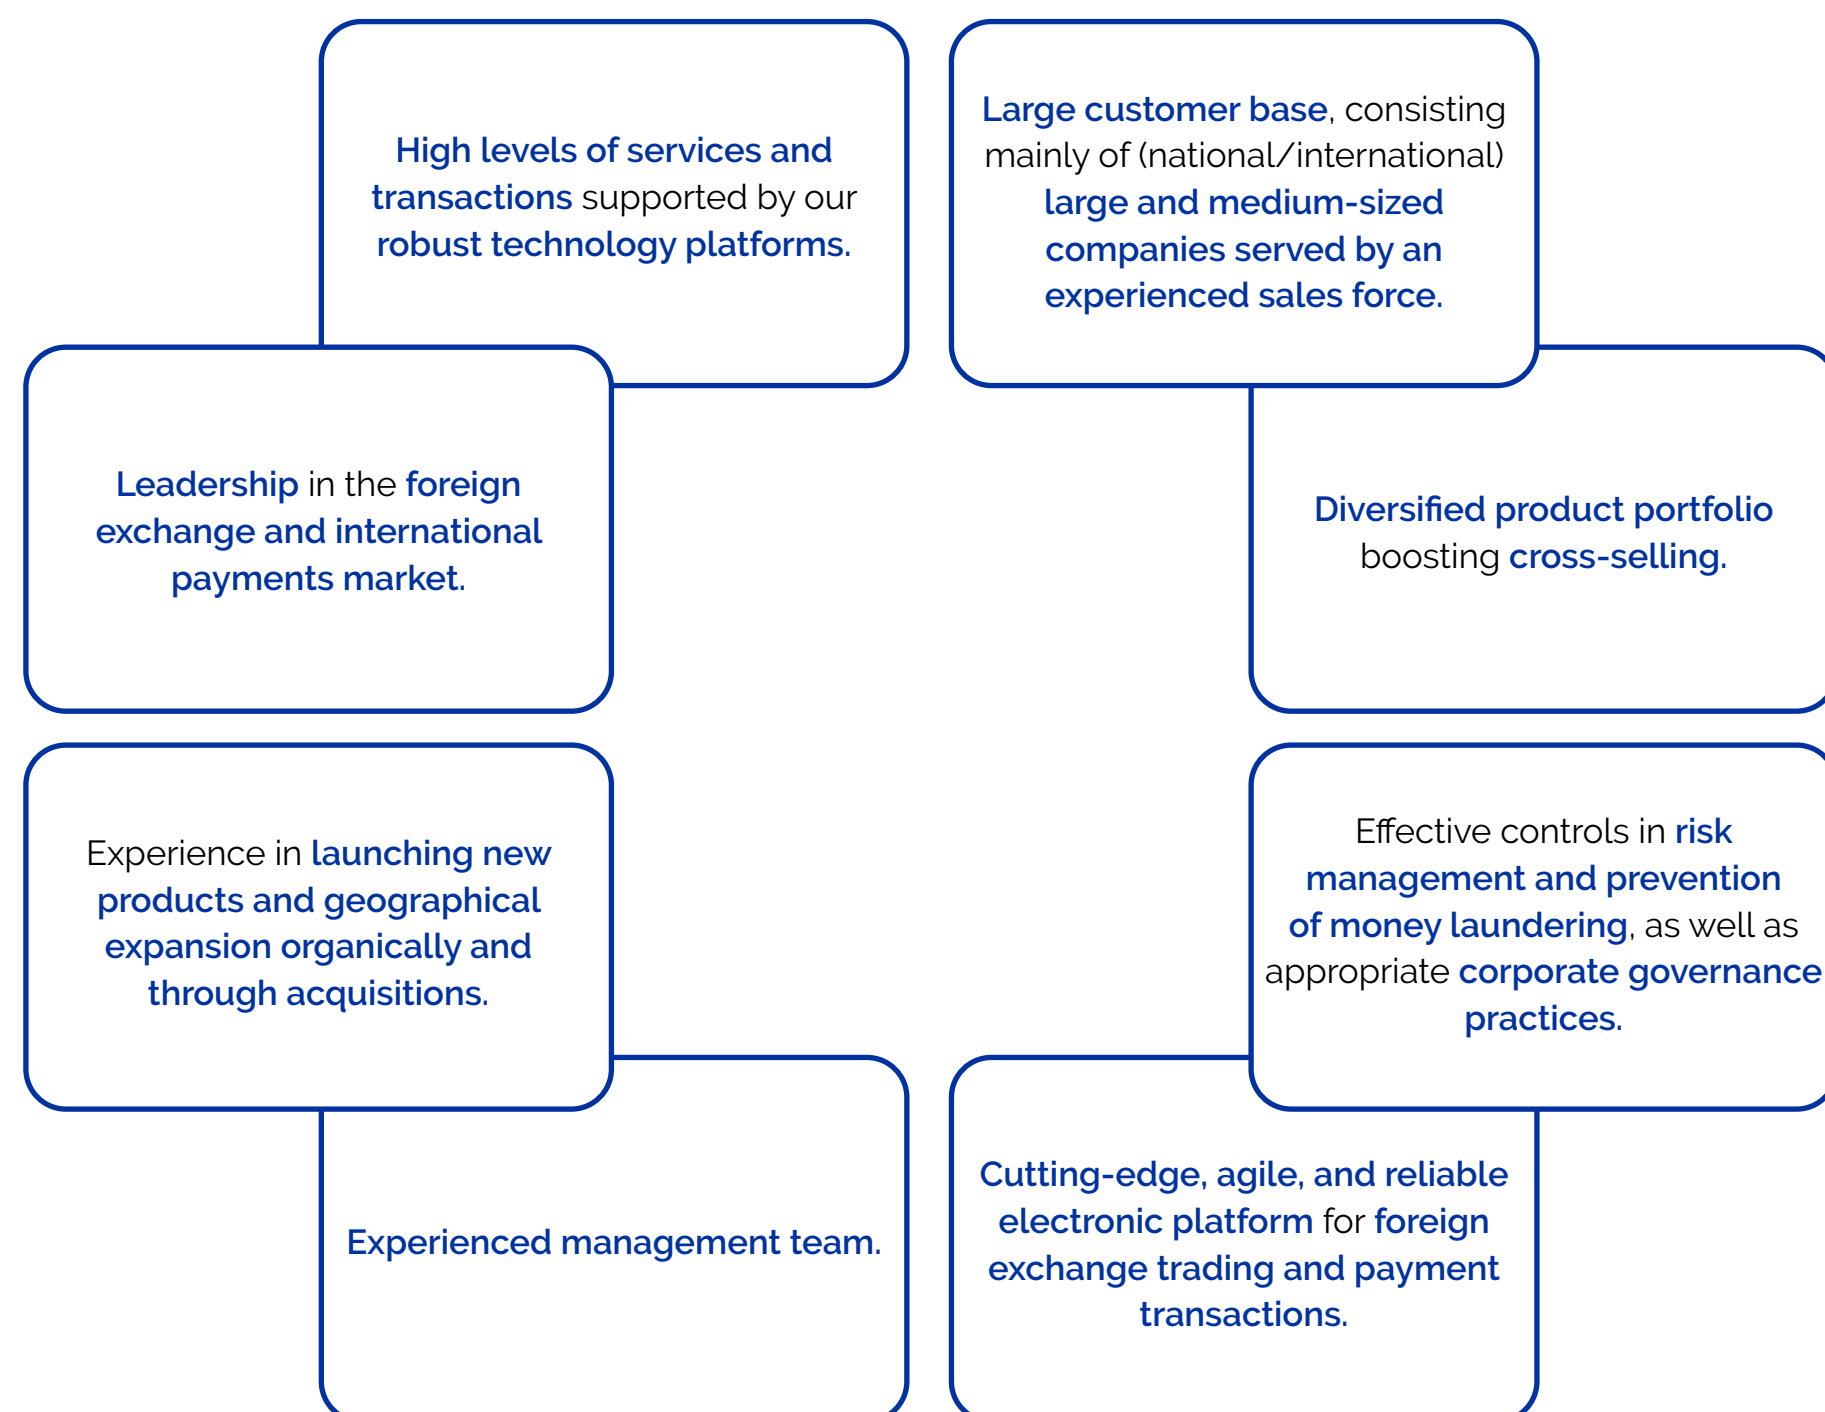 High levels of services and
transactions supported by our
robust technology platforms.
Large customer base, consisting
mainly of (national/international)
large and medium-sized
companies served by an
experienced sales force.
Leadership in the foreign
exchange and international
payments market.
Diversified product portfolio
boosting cross-selling.
Experience in launching new
products and geographical
expansion organically and
through acquisitions.
Effective controls in risk
management and prevention
of money laundering, as well as
appropriate corporate governance
practices.
Experienced management team.
Cutting-edge, agile, and reliable
electronic platform for foreign
exchange trading and payment
transactions.